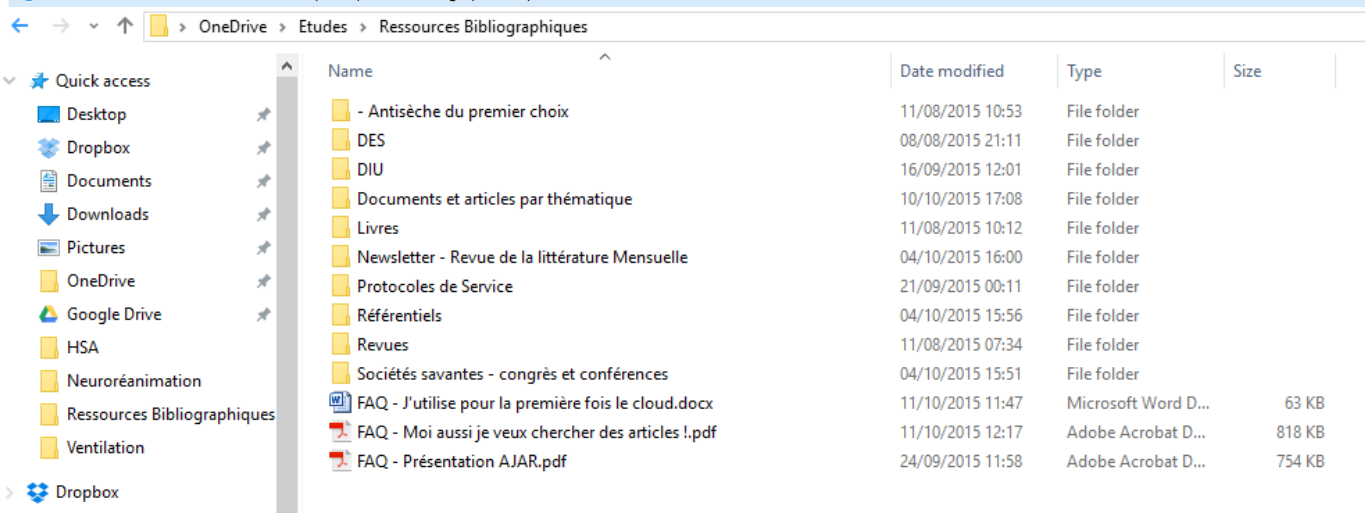 OneDrive > Etudes > Ressources Bibliographiques
Quick access
Desktop
Dropbox
Documents
Downloads
Pictures
OneDrive
Google Drive
HSA
Neuroréanimation
Ressources Bibliographiques
Ventilation
Dropbox
Name Date modified Type Size
- Antisèche du premier choix 11/08/2015 10:53 File folder
DES 08/08/2015 21:11 File folder
DIU 16/09/2015 12:01 File folder
Documents et articles par thématique 10/10/2015 17:08 File folder
Livres 11/08/2015 10:12 File folder
Newsletter - Revue de la littérature Mensuelle 04/10/2015 16:00 File folder
Protocoles de Service 21/09/2015 00:11 File folder
Référentiels 04/10/2015 15:56 File folder
Revues 11/08/2015 07:34 File folder
Sociétés savantes - congrès et conférences 04/10/2015 15:51 File folder
FAQ - J'utilise pour la première fois le cloud.docx 11/10/2015 11:47 Microsoft Word D... 63 KB
FAQ - Moi aussi je veux chercher des articles !.pdf 11/10/2015 12:17 Adobe Acrobat D... 818 KB
FAQ - Présentation AJAR.pdf 24/09/2015 11:58 Adobe Acrobat D... 754 KB